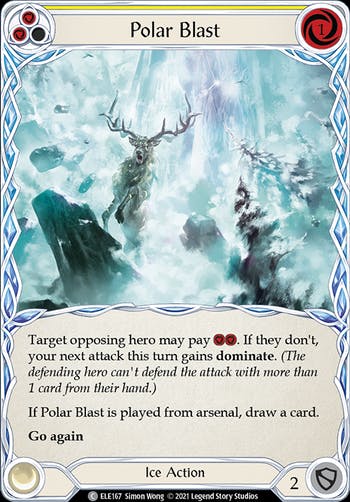 Polar Blast
1
Target opposing hero may pay. If they don't,
your next attack this turn gains dominate. (The
defending hero can't defend the attack with more than
1 card from their hand.)
If Polar Blast is played from arsenal, draw a card.
Go again
Ice Action
2
C ELE167 Simon Wong © 2021 Legend Story Studios